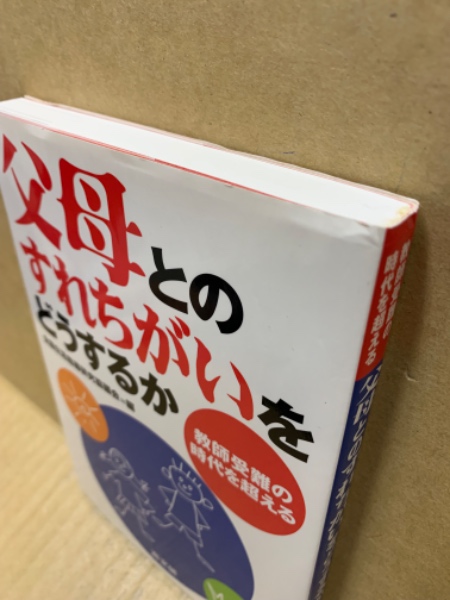 父母との
すれちがいを
どうするか
教師受難の
時代を超える
教師受難の
時代を超える
父母とのすれちがいを